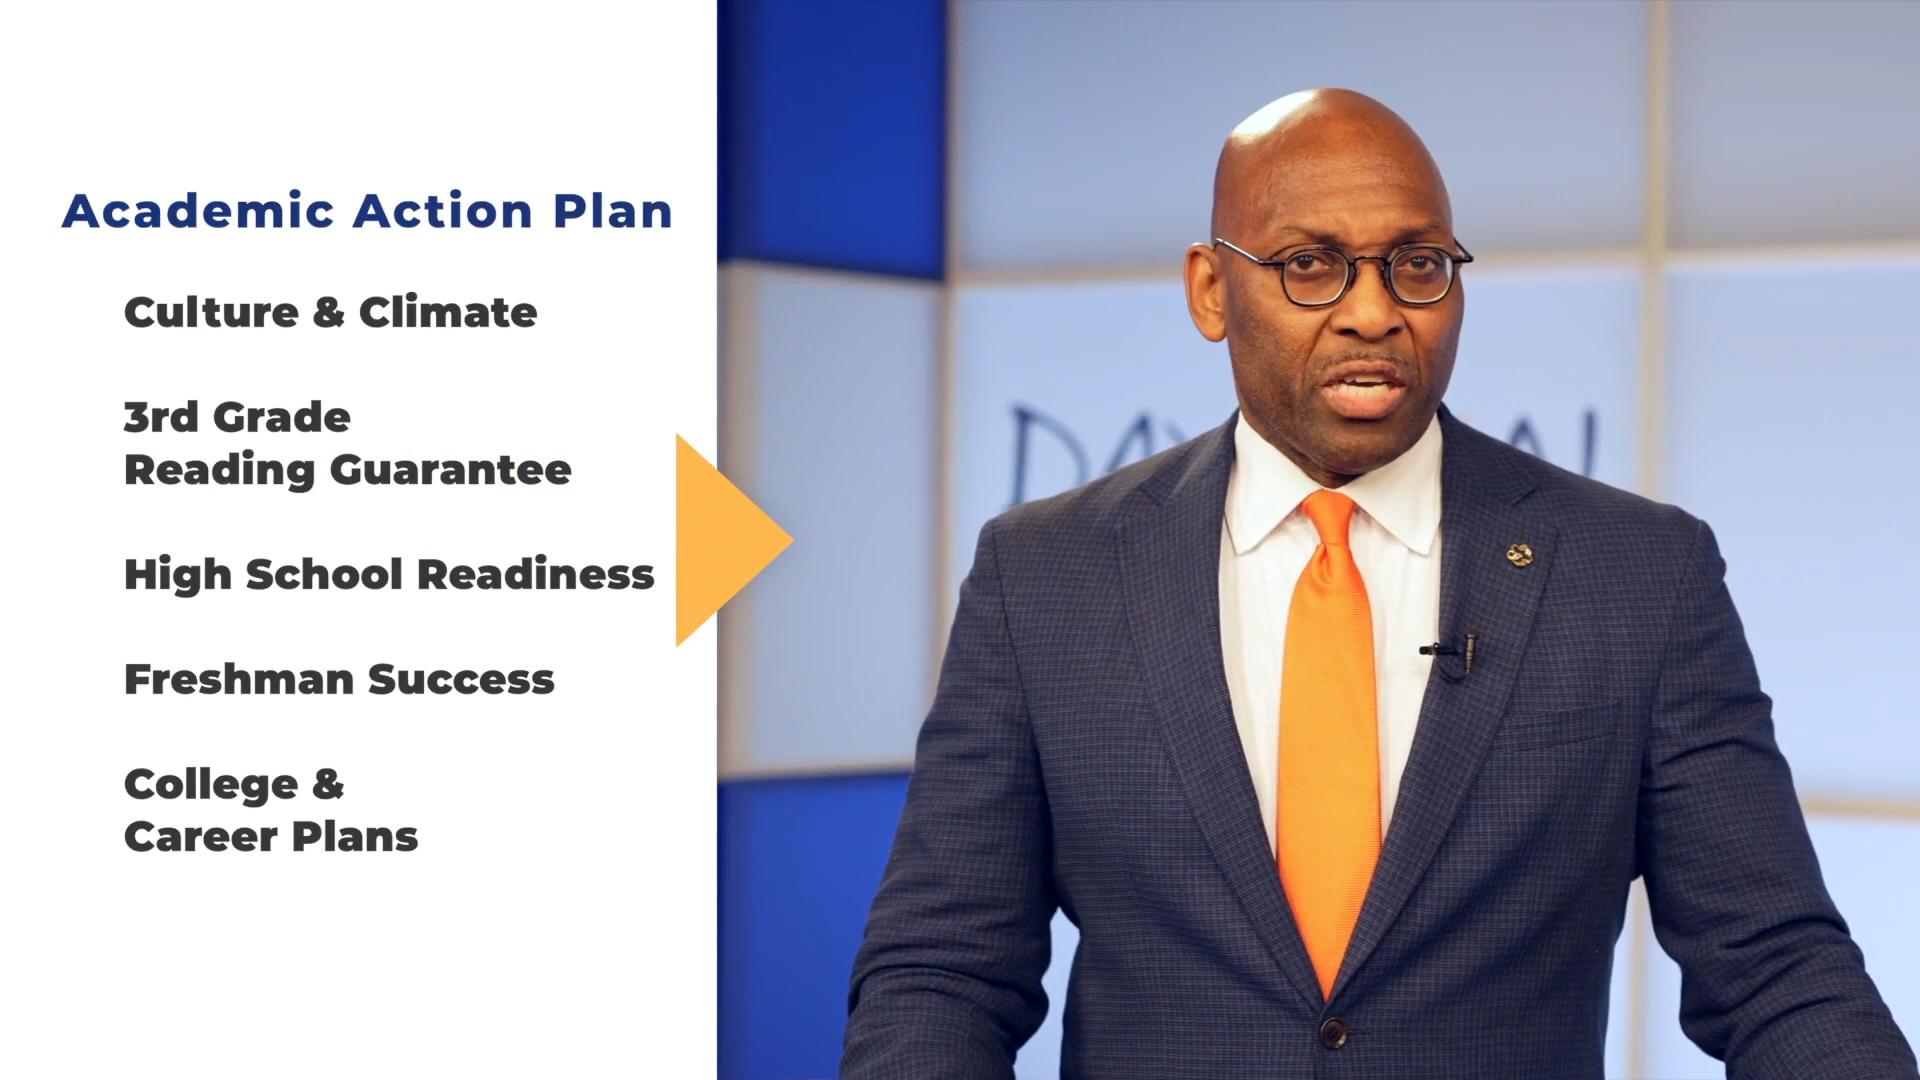 Academic Action Plan
Culture & Climate
3rd Grade
Reading Guarantee
High School Readiness
Freshman Success
College &
Career Plans